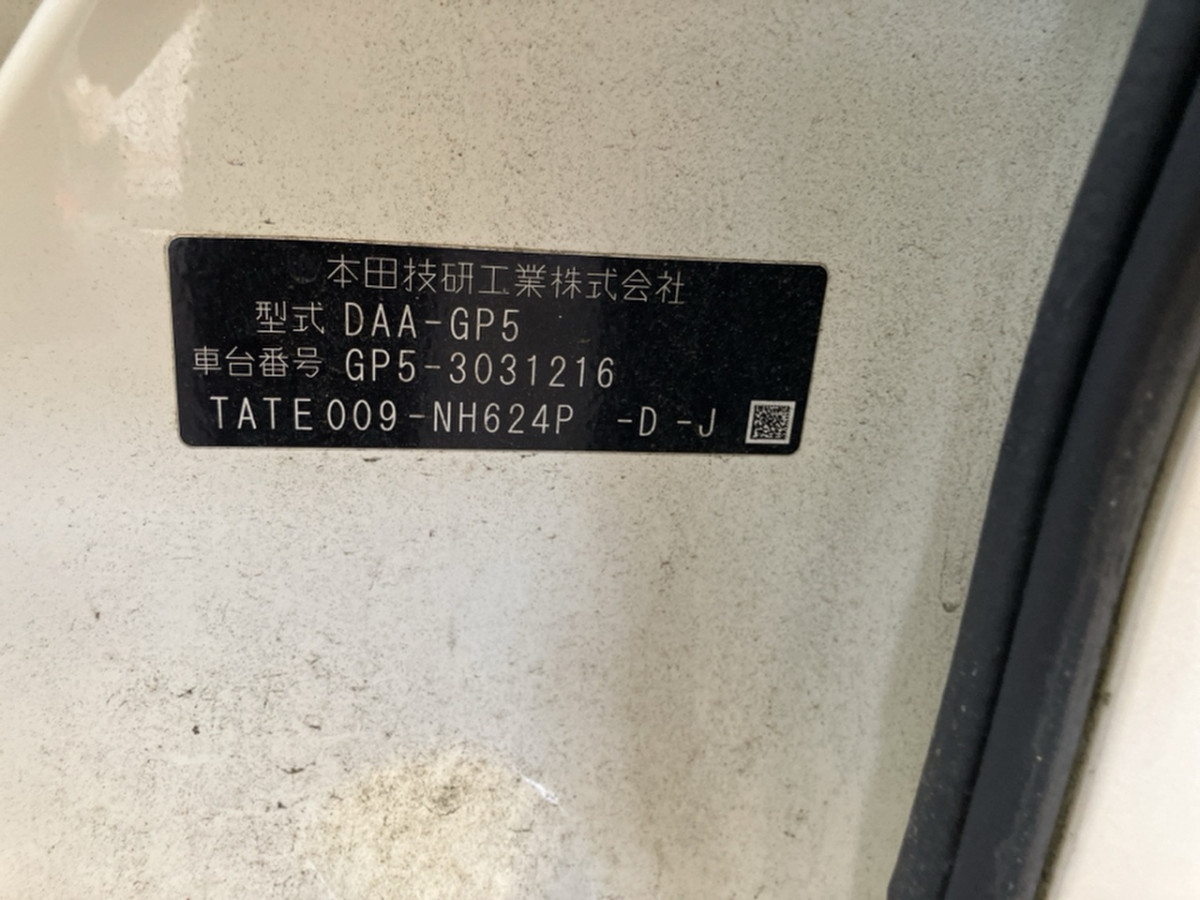 本田技研工業株式会社
型式 DAA-GP5
車台番号 GP5-3031216
TATE009-NH624P -D -J